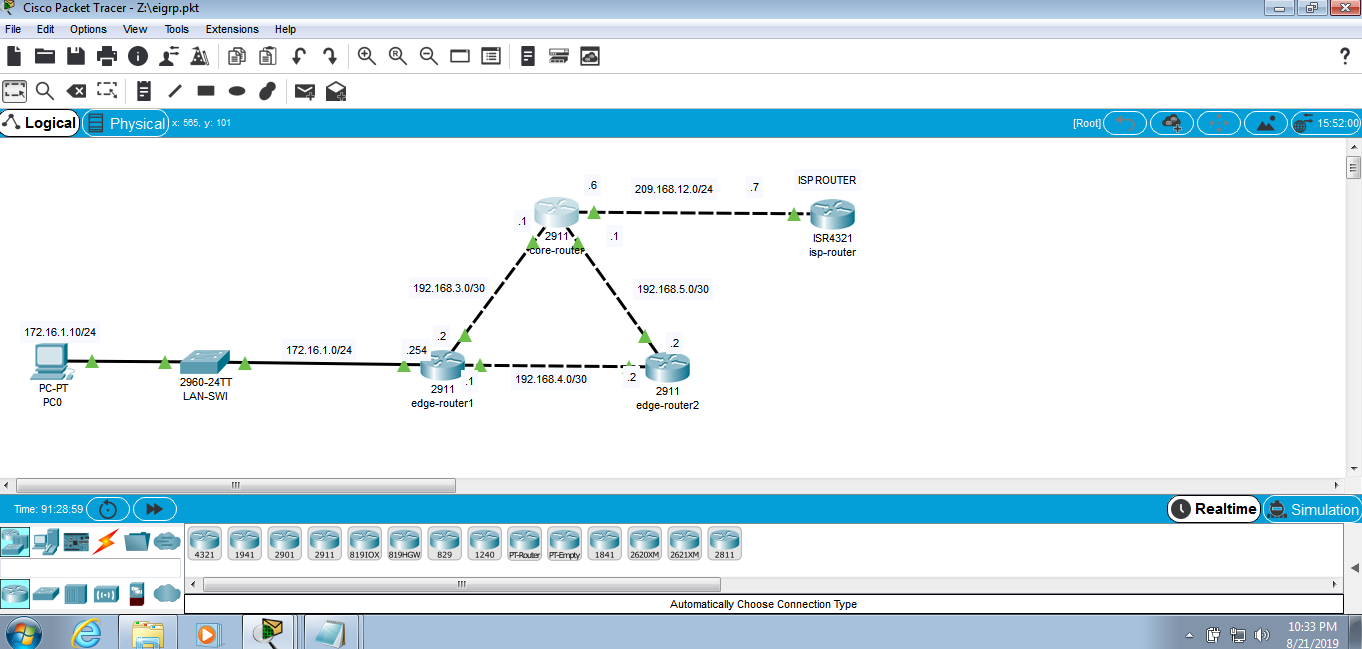 Cisco Packet Tracer - Z:\eigrp.pkt
File Edit Options View Tools Extensions Help
Logical Physical x: 565, y: 101 [Root] 15:52:00
.6 209.168.12.0/24 .7 ISP ROUTER
.1 2911 .1 ISR4321
core-router isp-router
192.168.3.0/30 192.168.5.0/30
172.16.1.10/24 .2 .2
172.16.1.0/24 .254
PC-PT 2960-24TT .1 192.168.4.0/30 .2
PC0 LAN-SWI 2911 2911
edge-router1 edge-router2
Time: 91:28:59 Realtime Simulation
4321 1941 2901 2911 819IOX 819HGW 829 1240 PT-Router PT-Empty 1841 2620XM 2621XM 2811
Automatically Choose Connection Type
10:33 PM
8/21/2019